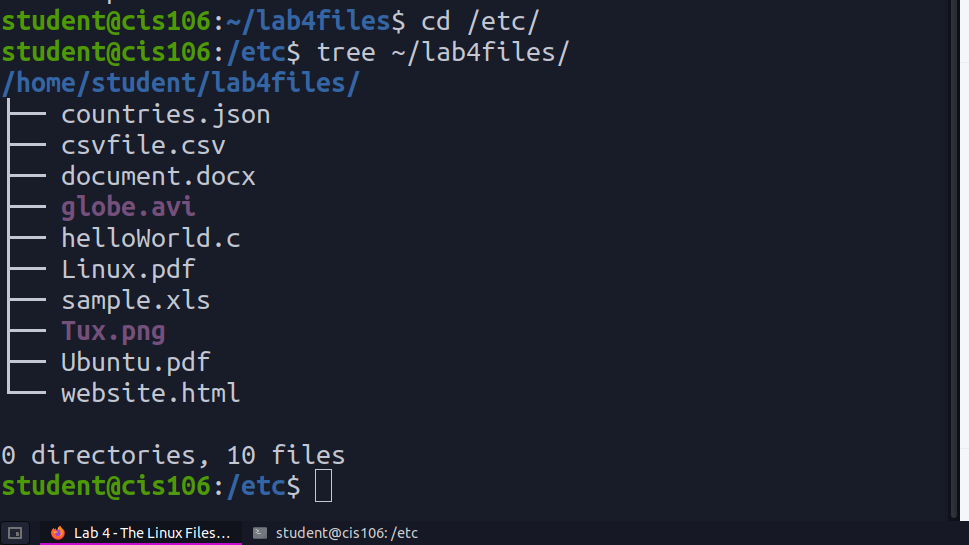 student@cis106:~/lab4files$ cd /etc/
student@cis106:/etc$ tree ~/lab4files/
/home/student/lab4files/
├── countries.json
├── csvfile.csv
├── document.docx
├── globe.avi
├── helloWorld.c
├── Linux.pdf
├── sample.xls
├── Tux.png
├── Ubuntu.pdf
└── website.html
0 directories, 10 files
student@cis106:/etc$
Lab 4 - The Linux Files... student@cis106: /etc